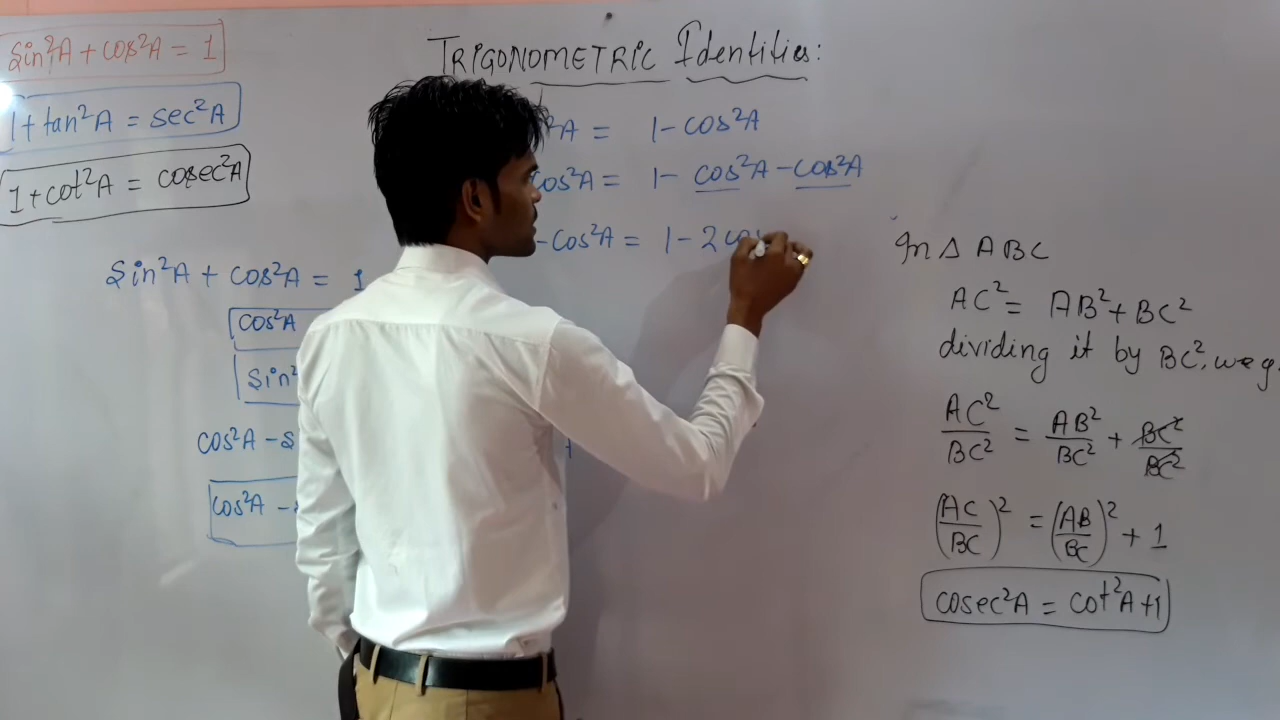 TRIGONOMETRIC Identities:
Sin²A + cos²A = 1
1 + tan²A = sec²A
1 + cot²A = cosec²A
Sin²A + cos²A = 1
cos²A
Sin²
cos²A - S
cos²A -
²A = 1 - cos²A
cos²A = 1 - cos²A - cos²A
- cos²A = 1 - 2 cos
In Δ ABC
AC² = AB² + BC²
dividing it by BC², we g
AC²/BC² = AB²/BC² + BC²/BC²
(AC/BC)² = (AB/BC)² + 1
cosec²A = cot²A + 1